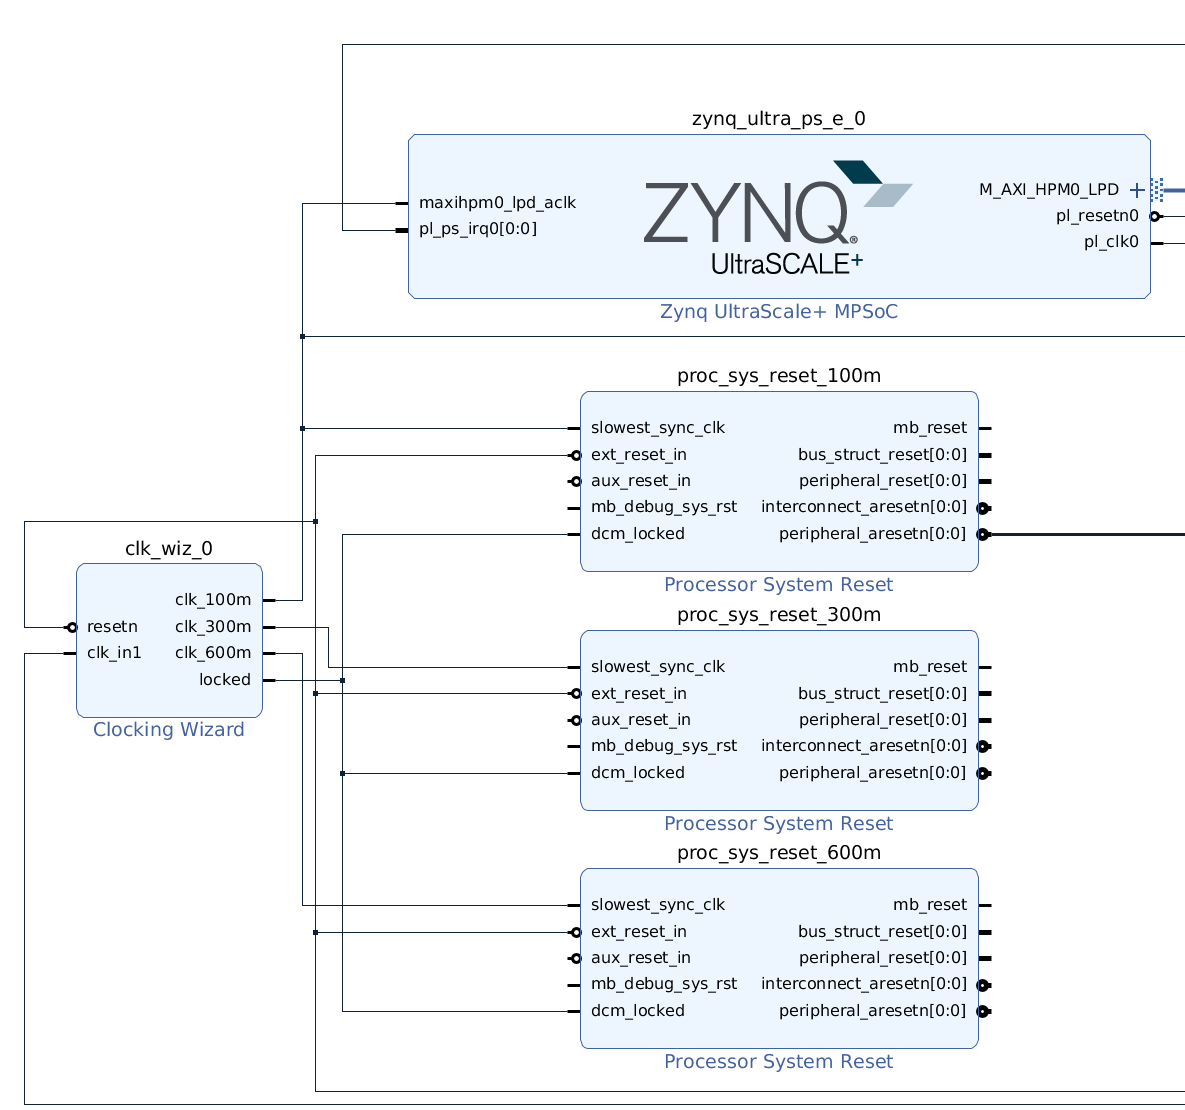 zynq_ultra_ps_e_0
maxihpm0_lpd_aclk
pl_ps_irq0[0:0]
ZYNQ®
UltraSCALE+
M_AXI_HPM0_LPD
pl_resetn0
pl_clk0
Zynq UltraScale+ MPSoC
proc_sys_reset_100m
slowest_sync_clk
ext_reset_in
aux_reset_in
mb_debug_sys_rst
dcm_locked
mb_reset
bus_struct_reset[0:0]
peripheral_reset[0:0]
interconnect_aresetn[0:0]
peripheral_aresetn[0:0]
Processor System Reset
clk_wiz_0
resetn
clk_in1
clk_100m
clk_300m
clk_600m
locked
Clocking Wizard
proc_sys_reset_300m
slowest_sync_clk
ext_reset_in
aux_reset_in
mb_debug_sys_rst
dcm_locked
mb_reset
bus_struct_reset[0:0]
peripheral_reset[0:0]
interconnect_aresetn[0:0]
peripheral_aresetn[0:0]
Processor System Reset
proc_sys_reset_600m
slowest_sync_clk
ext_reset_in
aux_reset_in
mb_debug_sys_rst
dcm_locked
mb_reset
bus_struct_reset[0:0]
peripheral_reset[0:0]
interconnect_aresetn[0:0]
peripheral_aresetn[0:0]
Processor System Reset